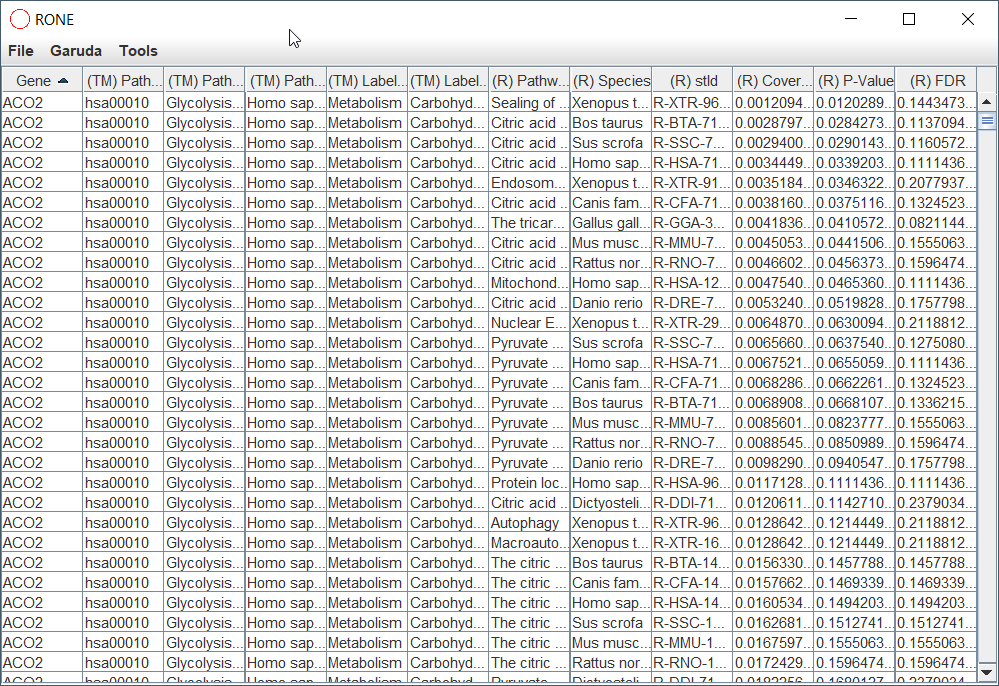 RONE
File Garuda Tools
Gene (TM) Path... (TM) Path... (TM) Path... (TM) Label... (TM) Label... (R) Pathw... (R) Species (R) stId (R) Cover... (R) P-Value (R) FDR
ACO2 hsa00010 Glycolysis... Homo sap... Metabolism Carbohyd... Sealing of ... Xenopus t... R-XTR-96... 0.0012094... 0.0120289... 0.1443473...
ACO2 hsa00010 Glycolysis... Homo sap... Metabolism Carbohyd... Citric acid ... Bos taurus R-BTA-71... 0.0028797... 0.0284273... 0.1137094...
ACO2 hsa00010 Glycolysis... Homo sap... Metabolism Carbohyd... Citric acid ... Sus scrofa R-SSC-7... 0.0029400... 0.0290143... 0.1160572...
ACO2 hsa00010 Glycolysis... Homo sap... Metabolism Carbohyd... Citric acid ... Homo sap... R-HSA-71... 0.0034449... 0.0339203... 0.1111436...
ACO2 hsa00010 Glycolysis... Homo sap... Metabolism Carbohyd... Endosom... Xenopus t... R-XTR-91... 0.0035184... 0.0346322... 0.2077937...
ACO2 hsa00010 Glycolysis... Homo sap... Metabolism Carbohyd... Citric acid ... Canis fam... R-CFA-71... 0.0038160... 0.0375116... 0.1324523...
ACO2 hsa00010 Glycolysis... Homo sap... Metabolism Carbohyd... The tricar... Gallus gall... R-GGA-3... 0.0041836... 0.0410572... 0.0821144...
ACO2 hsa00010 Glycolysis... Homo sap... Metabolism Carbohyd... Citric acid ... Mus musc... R-MMU-7... 0.0045053... 0.0441506... 0.1555063...
ACO2 hsa00010 Glycolysis... Homo sap... Metabolism Carbohyd... Citric acid ... Rattus nor... R-RNO-7... 0.0046602... 0.0456373... 0.1596474...
ACO2 hsa00010 Glycolysis... Homo sap... Metabolism Carbohyd... Mitochond... Homo sap... R-HSA-12... 0.0047540... 0.0465360... 0.1111436...
ACO2 hsa00010 Glycolysis... Homo sap... Metabolism Carbohyd... Citric acid ... Danio rerio R-DRE-7... 0.0053240... 0.0519828... 0.1757798...
ACO2 hsa00010 Glycolysis... Homo sap... Metabolism Carbohyd... Nuclear E... Xenopus t... R-XTR-29... 0.0064870... 0.0630094... 0.2118812...
ACO2 hsa00010 Glycolysis... Homo sap... Metabolism Carbohyd... Pyruvate ... Sus scrofa R-SSC-7... 0.0065660... 0.0637540... 0.1275080...
ACO2 hsa00010 Glycolysis... Homo sap... Metabolism Carbohyd... Pyruvate ... Homo sap... R-HSA-71... 0.0067521... 0.0655059... 0.1111436...
ACO2 hsa00010 Glycolysis... Homo sap... Metabolism Carbohyd... Pyruvate ... Canis fam... R-CFA-71... 0.0068286... 0.0662261... 0.1324523...
ACO2 hsa00010 Glycolysis... Homo sap... Metabolism Carbohyd... Pyruvate ... Bos taurus R-BTA-71... 0.0068908... 0.0668107... 0.1336215...
ACO2 hsa00010 Glycolysis... Homo sap... Metabolism Carbohyd... Pyruvate ... Mus musc... R-MMU-7... 0.0085601... 0.0823777... 0.1555063...
ACO2 hsa00010 Glycolysis... Homo sap... Metabolism Carbohyd... Pyruvate ... Rattus nor... R-RNO-7... 0.0088545... 0.0850989... 0.1596474...
ACO2 hsa00010 Glycolysis... Homo sap... Metabolism Carbohyd... Pyruvate ... Danio rerio R-DRE-7... 0.0098290... 0.0940547... 0.1757798...
ACO2 hsa00010 Glycolysis... Homo sap... Metabolism Carbohyd... Protein loc... Homo sap... R-HSA-96... 0.0117128... 0.1111436... 0.1111436...
ACO2 hsa00010 Glycolysis... Homo sap... Metabolism Carbohyd... Citric acid ... Dictyosteli... R-DDI-71... 0.0120611... 0.1142710... 0.2379034...
ACO2 hsa00010 Glycolysis... Homo sap... Metabolism Carbohyd... Autophagy Xenopus t... R-XTR-96... 0.0128642... 0.1214449... 0.2118812...
ACO2 hsa00010 Glycolysis... Homo sap... Metabolism Carbohyd... Macroauto... Xenopus t... R-XTR-16... 0.0128642... 0.1214449... 0.2118812...
ACO2 hsa00010 Glycolysis... Homo sap... Metabolism Carbohyd... The citric ... Bos taurus R-BTA-14... 0.0156330... 0.1457788... 0.1457788...
ACO2 hsa00010 Glycolysis... Homo sap... Metabolism Carbohyd... The citric ... Canis fam... R-CFA-14... 0.0157662... 0.1469339... 0.1469339...
ACO2 hsa00010 Glycolysis... Homo sap... Metabolism Carbohyd... The citric ... Homo sap... R-HSA-14... 0.0160534... 0.1494203... 0.1494203...
ACO2 hsa00010 Glycolysis... Homo sap... Metabolism Carbohyd... The citric ... Sus scrofa R-SSC-1... 0.0162681... 0.1512741... 0.1512741...
ACO2 hsa00010 Glycolysis... Homo sap... Metabolism Carbohyd... The citric ... Mus musc... R-MMU-1... 0.0167597... 0.1555063... 0.1555063...
ACO2 hsa00010 Glycolysis... Homo sap... Metabolism Carbohyd... The citric ... Rattus nor... R-RNO-1... 0.0172429... 0.1596474... 0.1596474...